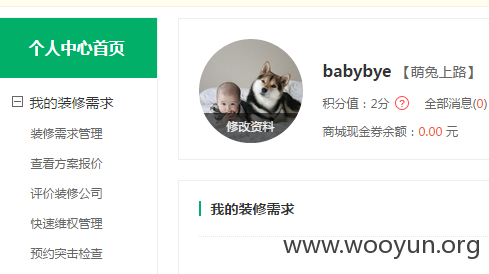 个人中心首页
我的装修需求
装修需求管理
查看方案报价
评价装修公司
快速维权管理
预约突击检查
修改资料
babybye 【萌兔上路】
积分值：2分 ? 全部消息(0)
商城现金券余额：0.00 元
我的装修需求
www.wooyun.org